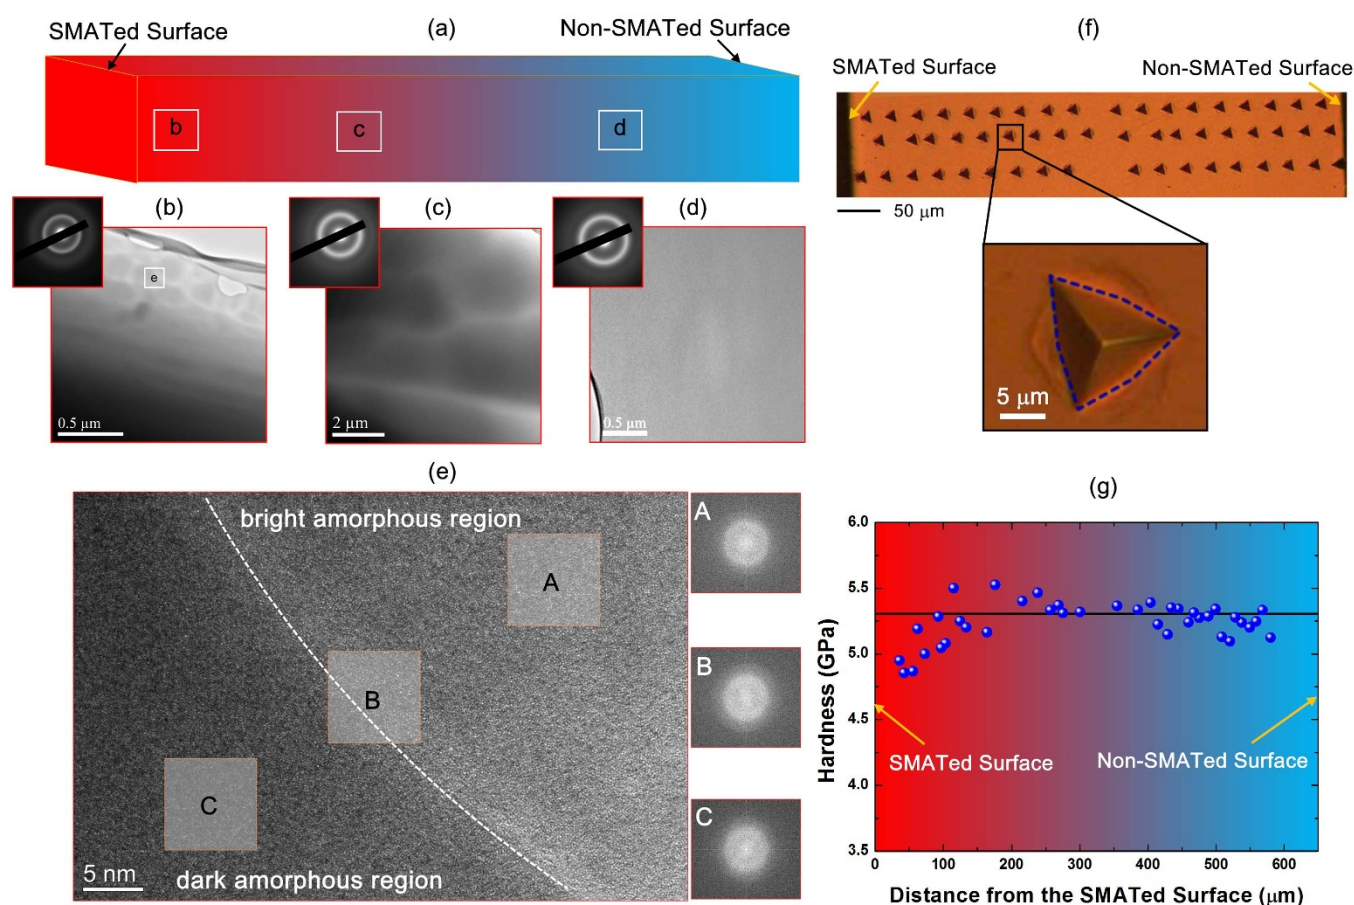 (a)
SMATed Surface
Non-SMATed Surface
b
c
d
(b)
(c)
(d)
e
0.5 µm
2 µm
0.5 µm
(f)
SMATed Surface
Non-SMATed Surface
50 µm
5 µm
(e)
bright amorphous region
A
B
C
5 nm
dark amorphous region
A
B
C
(g)
6.0
5.5
5.0
4.5
4.0
3.5
Hardness (GPa)
SMATed Surface
Non-SMATed Surface
0 100 200 300 400 500 600
Distance from the SMATed Surface (µm)